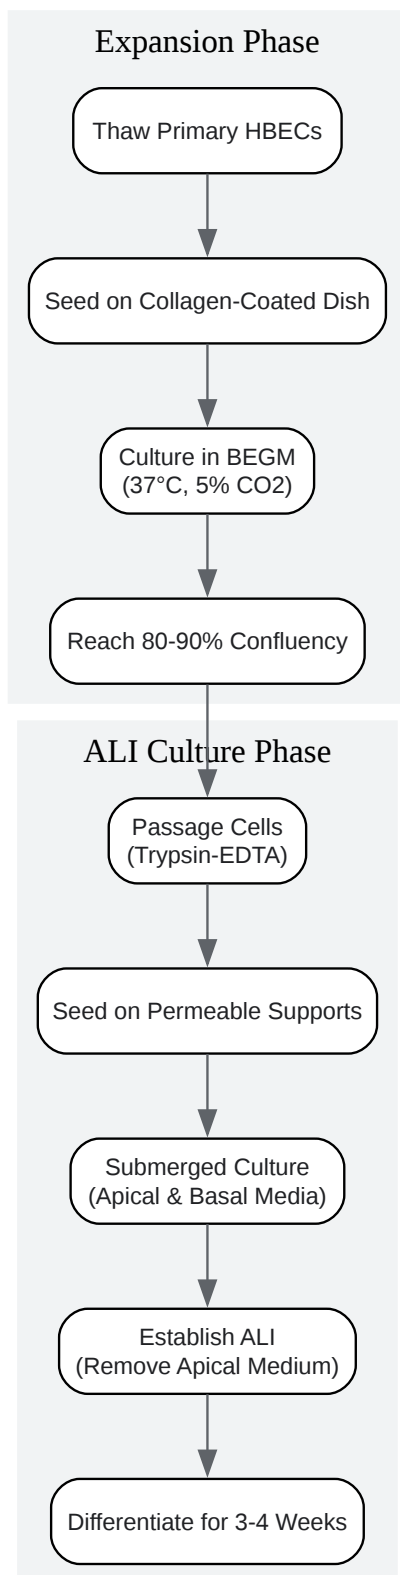 Expansion Phase
Thaw Primary HBECs
Seed on Collagen-Coated Dish
Culture in BEGM
(37°C, 5% CO2)
Reach 80-90% Confluency
ALI Culture Phase
Passage Cells
(Trypsin-EDTA)
Seed on Permeable Supports
Submerged Culture
(Apical & Basal Media)
Establish ALI
(Remove Apical Medium)
Differentiate for 3-4 Weeks